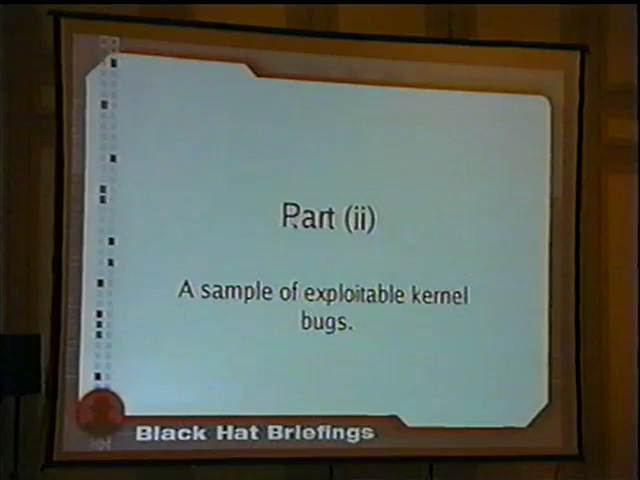 Part (ii)
A sample of exploitable kernel
bugs.
Black Hat Briefings